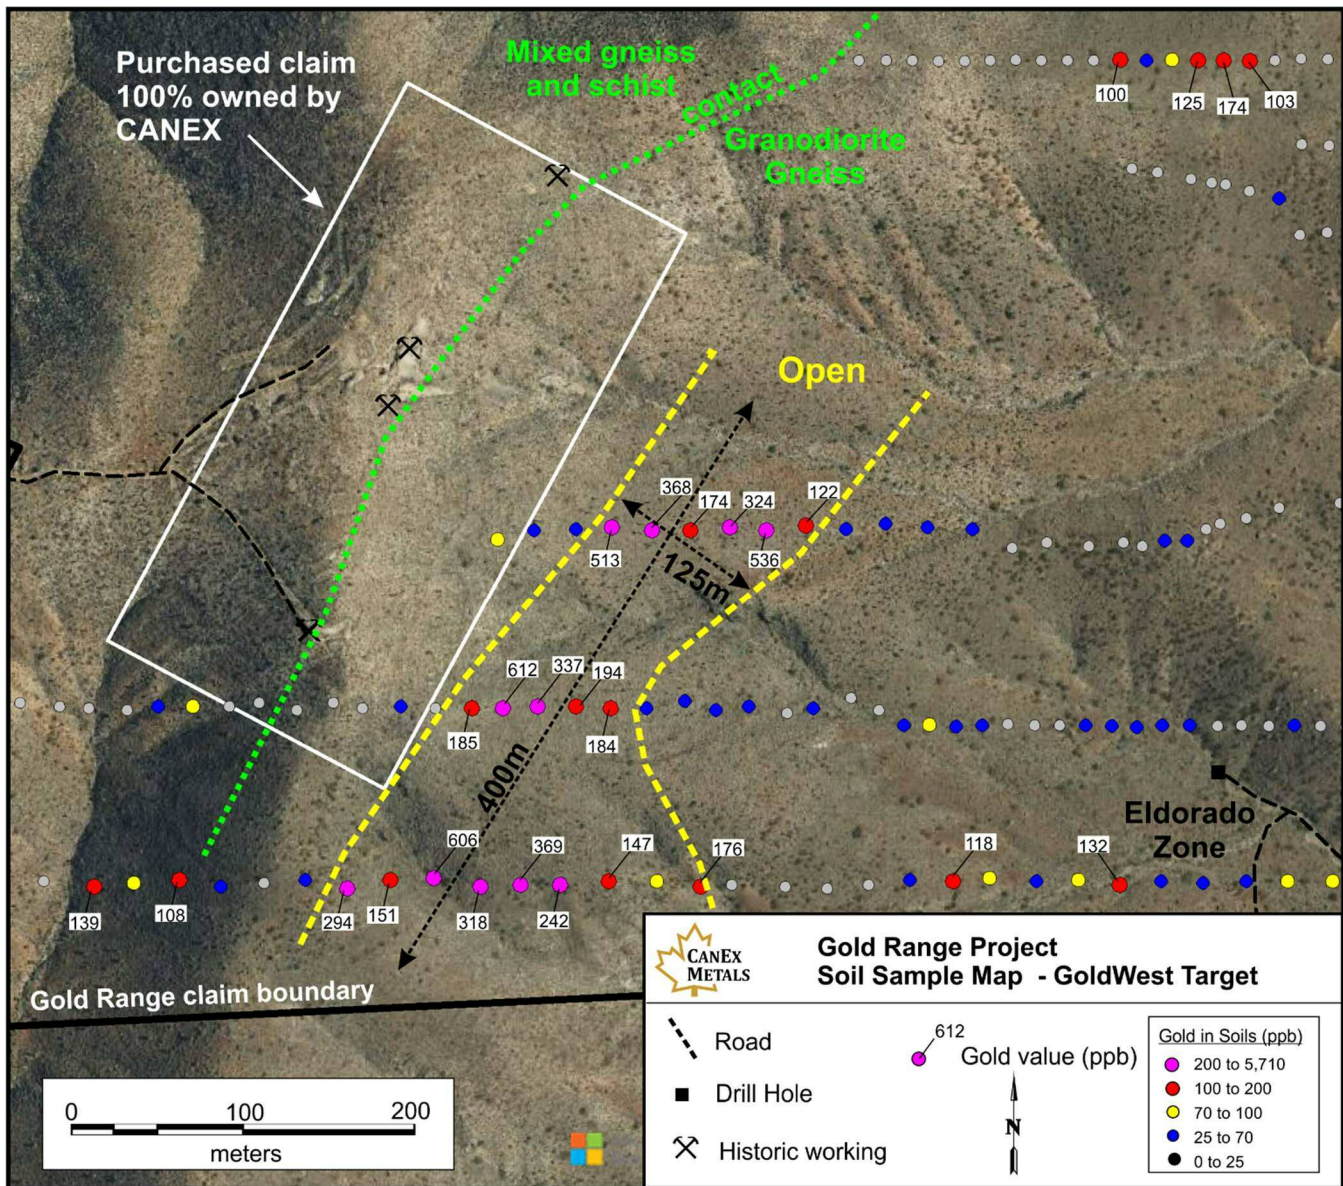 Purchased claim
100% owned by
CANEX
Mixed gneiss
and schist
contact
Granodiorite
Gneiss
100
125
174
103
Open
368
174
324
122
513
536
125m
612
337
194
185
184
400m
Eldorado
Zone
606
369
147
176
118
132
139
108
294
151
318
242
Gold Range claim boundary
CANEX
METALS
Gold Range Project
Soil Sample Map - GoldWest Target
Road
Drill Hole
Historic working
612
Gold value (ppb)
N
Gold in Soils (ppb)
200 to 5,710
100 to 200
70 to 100
25 to 70
0 to 25
0 100 200
meters